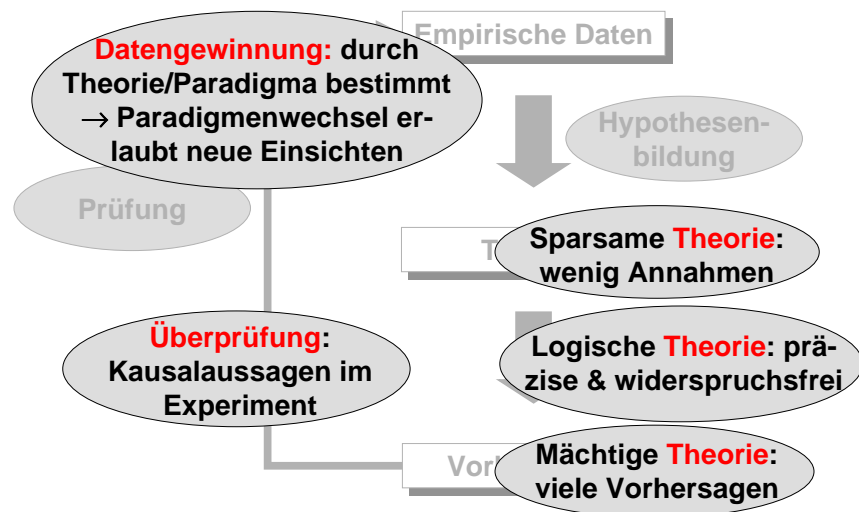 Empirische Daten
Datengewinnung: durch
Theorie/Paradigma bestimmt
→ Paradigmenwechsel er-
laubt neue Einsichten
Hypothesen-
bildung
Prüfung
Sparsame Theorie:
wenig Annahmen
Überprüfung:
Kausalaussagen im
Experiment
Logische Theorie: prä-
zise & widerspruchsfrei
Mächtige Theorie:
viele Vorhersagen